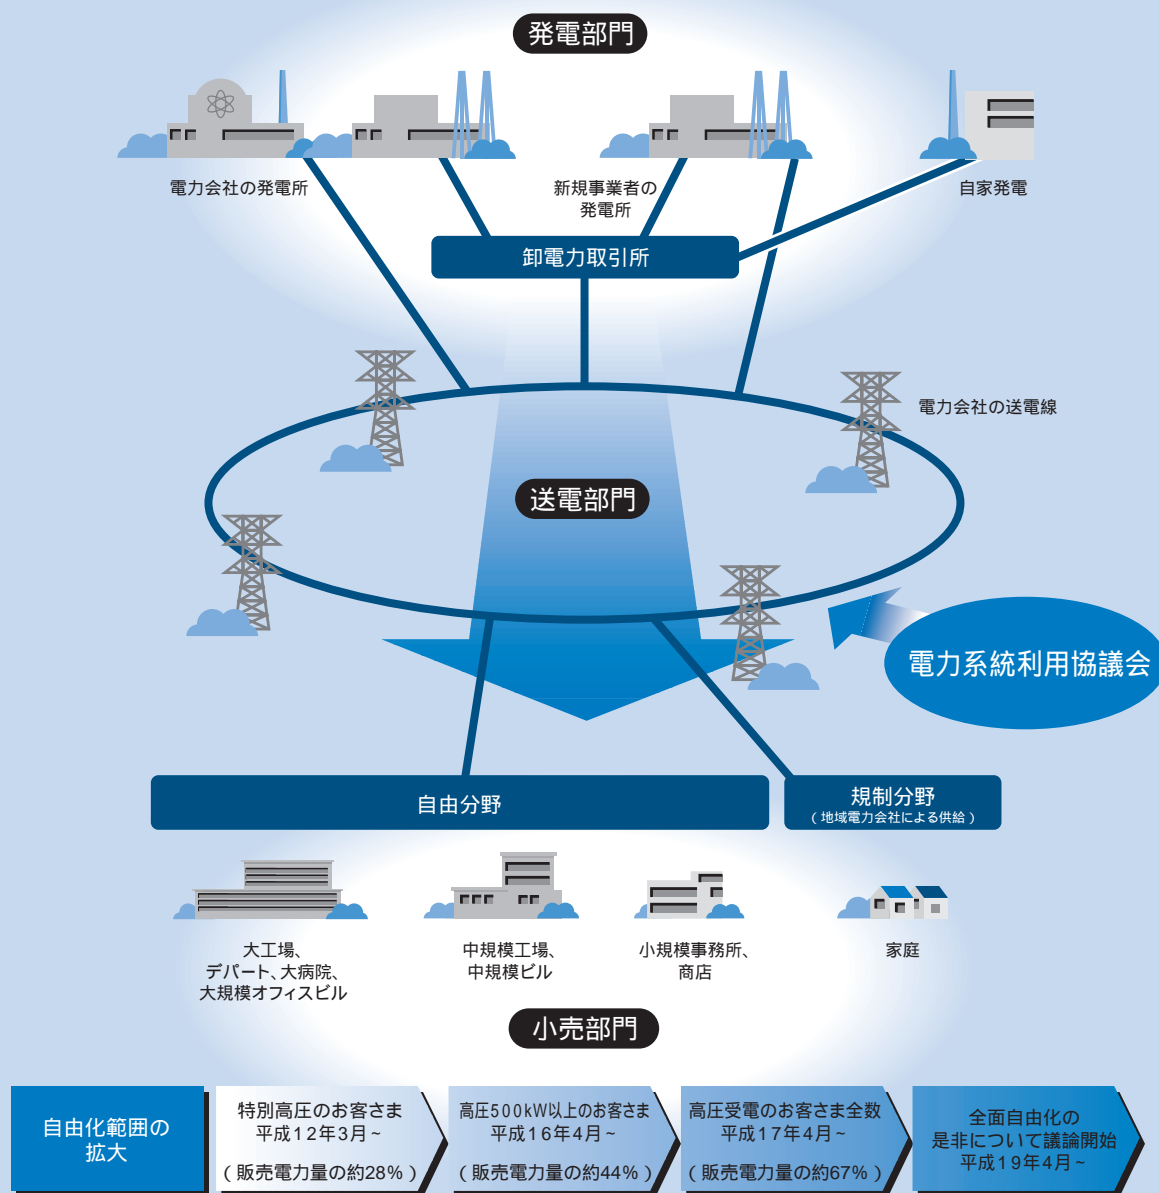 発電部門
電力会社の発電所
新規事業者の
発電所
自家発電
卸電力取引所
電力会社の送電線
送電部門
電力系統利用協議会
自由分野
規制分野
(地域電力会社による供給)
大工場、
デパート、大病院、
大規模オフィスビル
中規模工場、
中規模ビル
小規模事務所、
商店
家庭
小売部門
自由化範囲の
拡大
特別高圧のお客さま
平成12年3月~
(販売電力量の約28%)
高圧500kW以上のお客さま
平成16年4月~
(販売電力量の約44%)
高圧受電のお客さま全数
平成17年4月~
(販売電力量の約67%)
全面自由化の
是非について議論開始
平成19年4月~